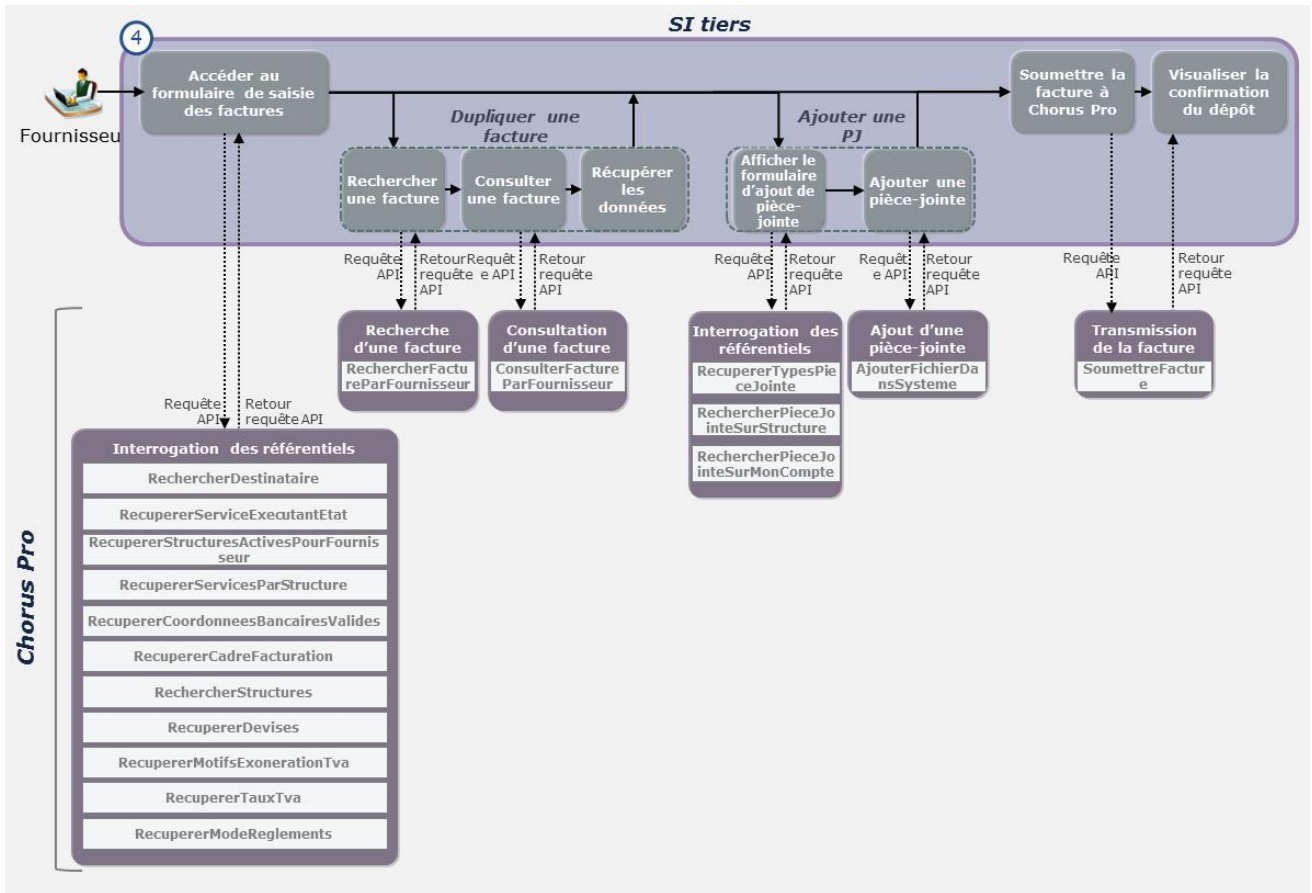 SI tiers
4
Fournisseu
Accéder au
formulaire de saisie
des factures
Dupliquer une
facture
Rechercher
une facture
Consulter
une facture
Récupérer
les
données
Ajouter une
PJ
Afficher le
formulaire
d'ajout de
pièce-
jointe
Ajouter une
pièce-jointe
Soumettre la
facture à
Chorus Pro
Visualiser la
confirmation
du dépôt
Requête
API
Retour
requête
API
Requêt
e API
Retour
requête
API
Requête
API
Retour
requête
API
Requêt
e API
Retour
requête
API
Requête
API
Retour
requête
API
Recherche
d'une facture
RechercherFactu
reParFournisseur
Consultation
d'une facture
ConsulterFacture
ParFournisseur
Interrogation des
référentiels
RecupererTypesPie
ceJointe
RechercherPieceJo
inteSurStructure
RechercherPieceJo
inteSurMonCompte
Ajout d'une
pièce-jointe
AjouterFichierDa
nsSysteme
Transmission
de la facture
SoumettreFactur
e
Requête
API
Retour
requête API
Chorus Pro
Interrogation des référentiels
RechercherDestinataire
RecupererServiceExecutantEtat
RecupererStructuresActivesPourFournis
seur
RecupererServicesParStructure
RecupererCoordonneesBancairesValides
RecupererCadreFacturation
RechercherStructures
RecupererDevises
RecupererMotifsExonerationTva
RecupererTauxTva
RecupererModeReglements